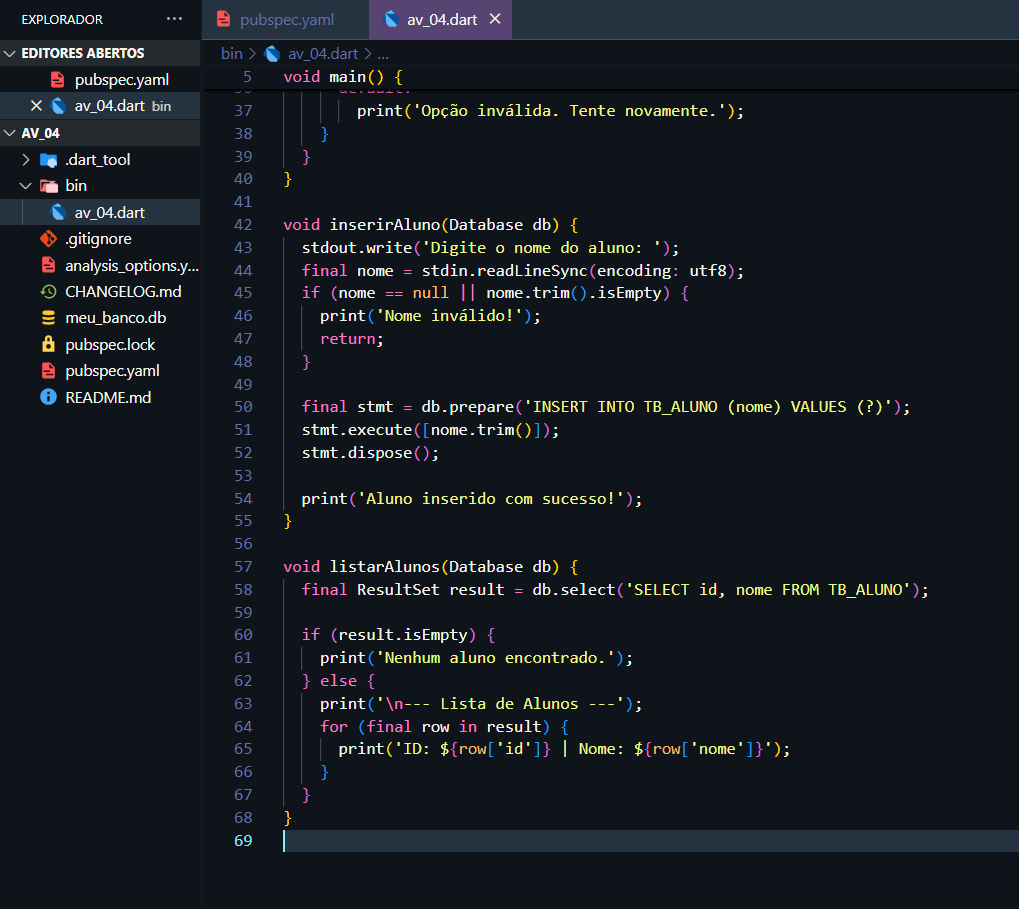 EXPLORADOR ...
EDITORES ABERTOS
pubspec.yaml
av_04.dart bin
AV_04
.dart_tool
bin
av_04.dart
.gitignore
analysis_options.y...
CHANGELOG.md
meu_banco.db
pubspec.lock
pubspec.yaml
README.md
pubspec.yaml av_04.dart
bin > av_04.dart > ...
5 void main() {
36 default:
37 print('Opção inválida. Tente novamente.');
38 }
39 }
40 }
41
42 void inserirAluno(Database db) {
43 stdout.write('Digite o nome do aluno: ');
44 final nome = stdin.readLineSync(encoding: utf8);
45 if (nome == null || nome.trim().isEmpty) {
46 print('Nome inválido!');
47 return;
48 }
49
50 final stmt = db.prepare('INSERT INTO TB_ALUNO (nome) VALUES (?)');
51 stmt.execute([nome.trim()]);
52 stmt.dispose();
53
54 print('Aluno inserido com sucesso!');
55 }
56
57 void listarAlunos(Database db) {
58 final ResultSet result = db.select('SELECT id, nome FROM TB_ALUNO');
59
60 if (result.isEmpty) {
61 print('Nenhum aluno encontrado.');
62 } else {
63 print('\n--- Lista de Alunos ---');
64 for (final row in result) {
65 print('ID: ${row['id']} | Nome: ${row['nome']}');
66 }
67 }
68 }
69